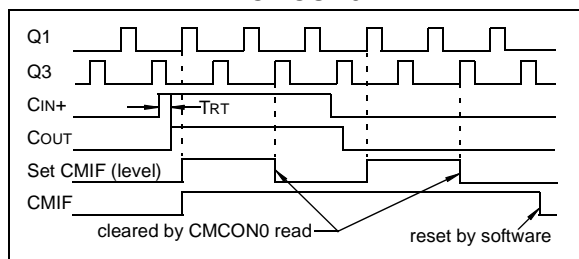 Q1
Q3
CIN+
TRT
COUT
Set CMIF (level)
CMIF
cleared by CMCON0 read
reset by software